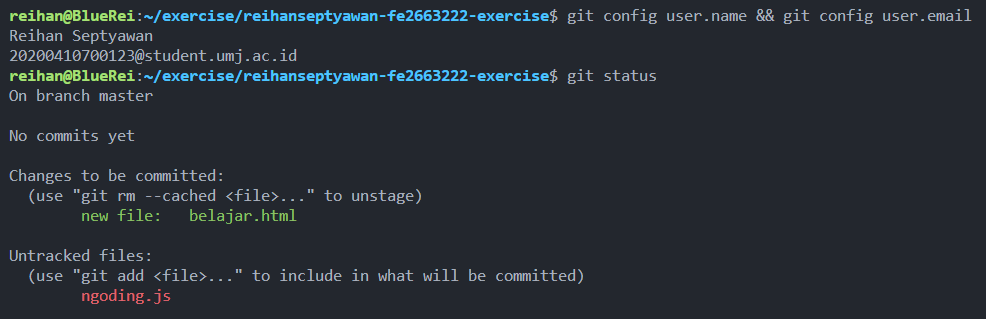 reihan@BlueRei:~/exercise/reihanseptyawan-fe2663222-exercise$ git config user.name && git config user.email
Reihan Septyawan
20200410700123@student.umj.ac.id
reihan@BlueRei:~/exercise/reihanseptyawan-fe2663222-exercise$ git status
On branch master

No commits yet

Changes to be committed:
  (use "git rm --cached <file>..." to unstage)
        new file:   belajar.html

Untracked files:
  (use "git add <file>..." to include in what will be committed)
        ngoding.js